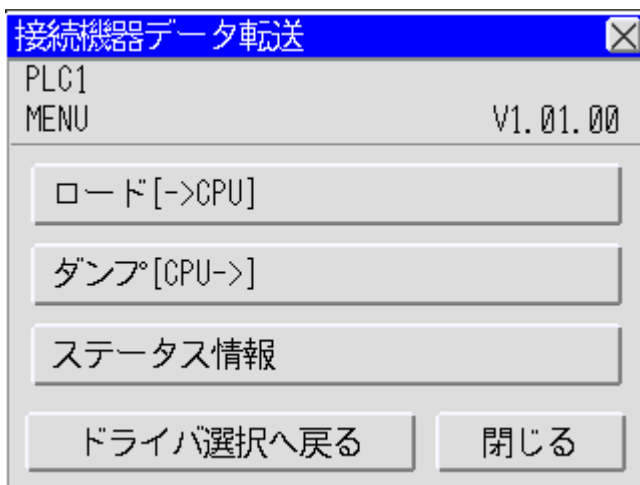 接続機器データ転送
PLC1
MENU V1.01.00
ロード[->CPU]
ダンプ[CPU->]
ステータス情報
ドライバ選択へ戻る 閉じる